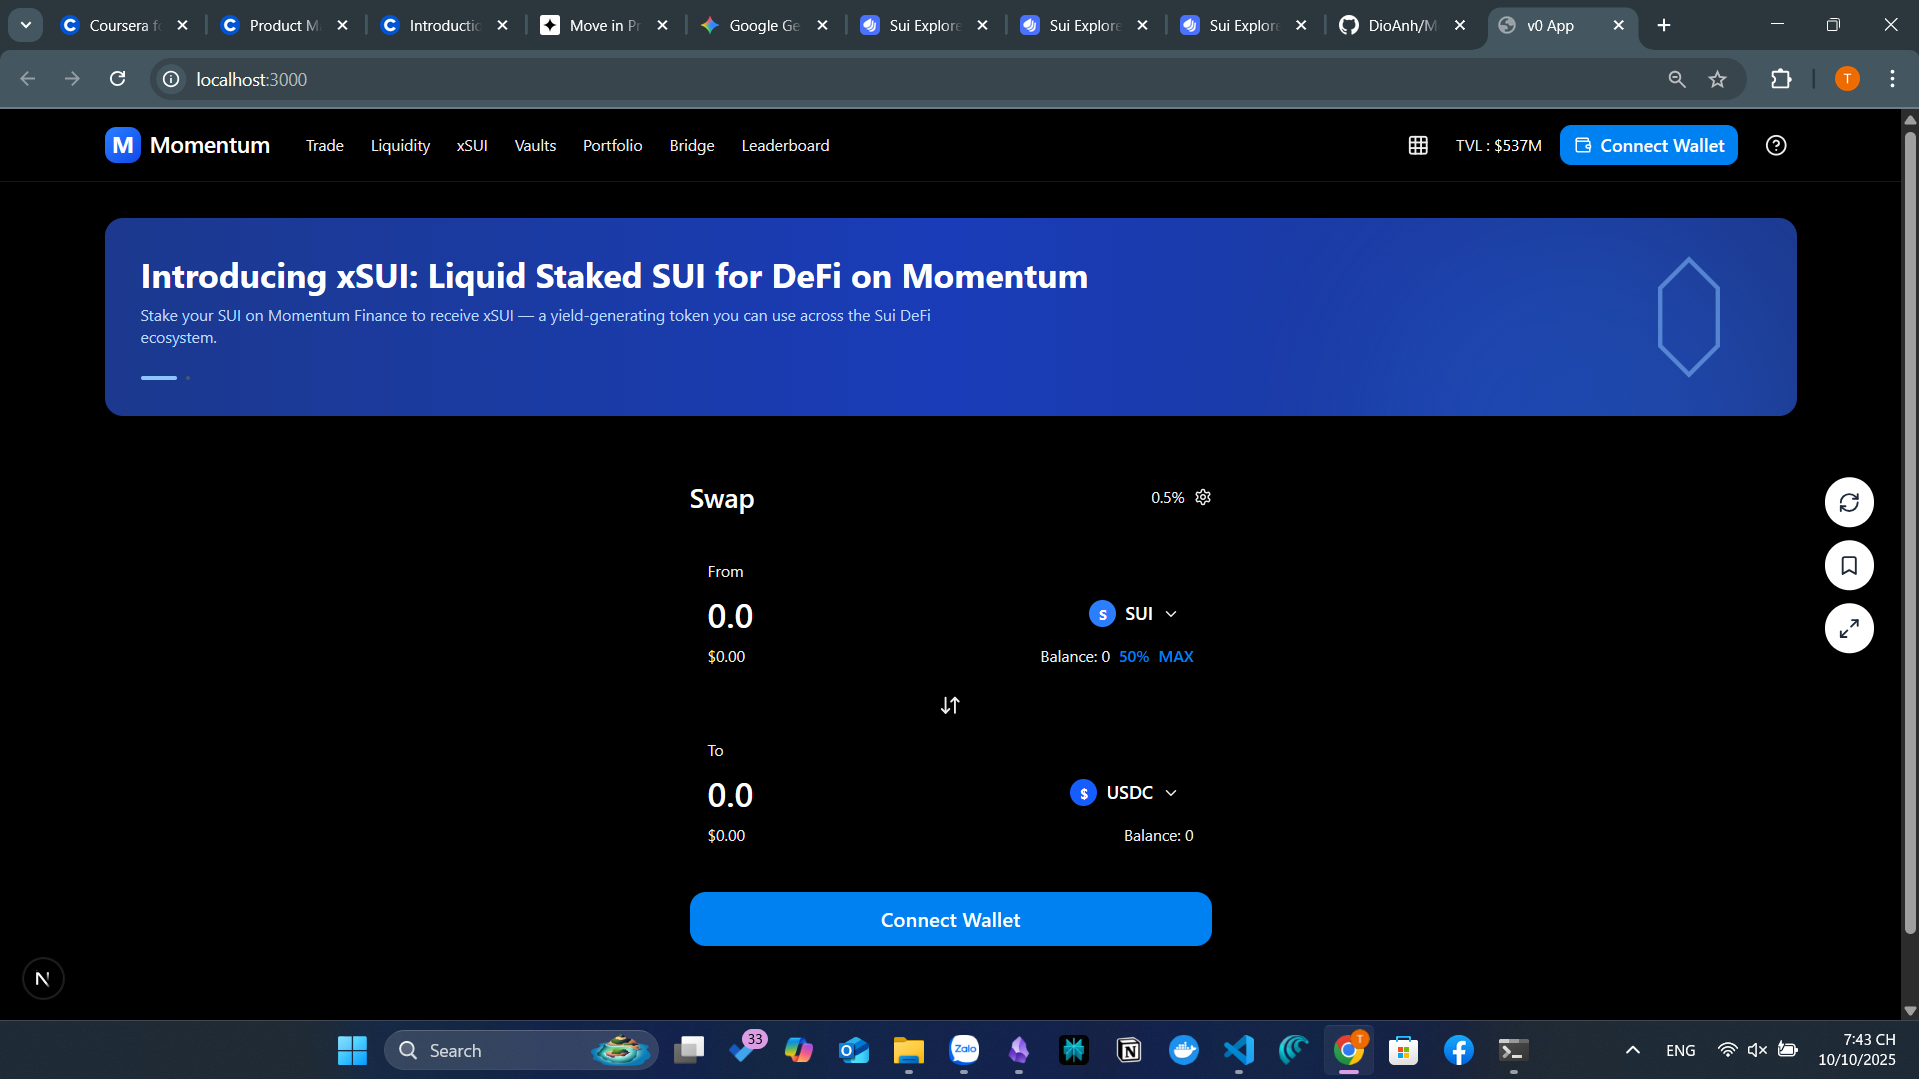 Coursera fo
Product M
Introductio
Move in Pr
Google Ge
Sui Explore
Sui Explore
Sui Explore
DioAnh/M
v0 App
localhost:3000
T
M Momentum
Trade
Liquidity
xSUI
Vaults
Portfolio
Bridge
Leaderboard
TVL : $537M
Connect Wallet
Introducing xSUI: Liquid Staked SUI for DeFi on Momentum
Stake your SUI on Momentum Finance to receive xSUI — a yield-generating token you can use across the Sui DeFi
ecosystem.
Swap
0.5%
From
0.0
S SUI
$0.00
Balance: 0 50% MAX
To
0.0
$ USDC
$0.00
Balance: 0
Connect Wallet
N
Search
33
Zalo
T
ENG
7:43 CH
10/10/2025